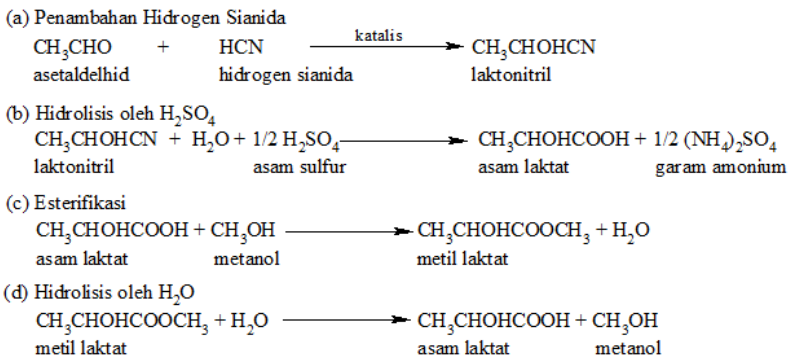 (a) Penambahan Hidrogen Sianida
katalis
CH₃CHO + HCN ⟶ CH₃CHOHCN
asetaldelhid hidrogen sianida laktonitril
(b) Hidrolisis oleh H₂SO₄
CH₃CHOHCN + H₂O + 1/2 H₂SO₄ ⟶ CH₃CHOHCOOH + 1/2 (NH₄)₂SO₄
laktonitril asam sulfur asam laktat garam amonium
(c) Esterifikasi
CH₃CHOHCOOH + CH₃OH ⟶ CH₃CHOHCOOCH₃ + H₂O
asam laktat metanol metil laktat
(d) Hidrolisis oleh H₂O
CH₃CHOHCOOCH₃ + H₂O ⟶ CH₃CHOHCOOH + CH₃OH
metil laktat asam laktat metanol